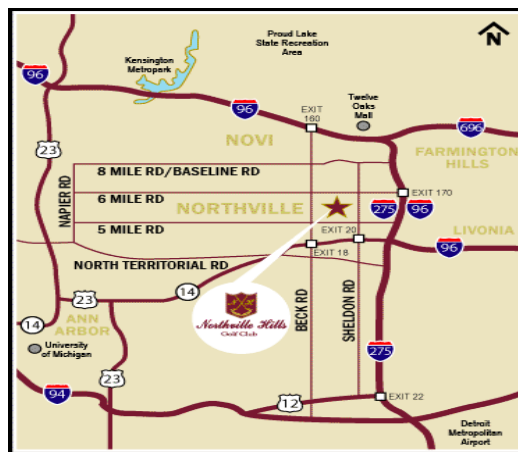 Proud Lake
State Recreation
Area
N
Kensington
Metropark
96
96
EXIT
160
Twelve
Oaks
Mall
696
23
NOVI
FARMINGTON
HILLS
8 MILE RD/BASELINE RD
EXIT 170
6 MILE RD
NORTHVILLE
275
96
NAPIER RD
5 MILE RD
EXIT 20
LIVONIA
96
EXIT 18
NORTH TERRITORIAL RD
14
23
14
ANN
ARBOR
University
of Michigan
N H
Northville Hills
Golf Club
BECK RD
SHELDON RD
275
23
94
12
EXIT 22
Detroit
Metropolitan
Airport